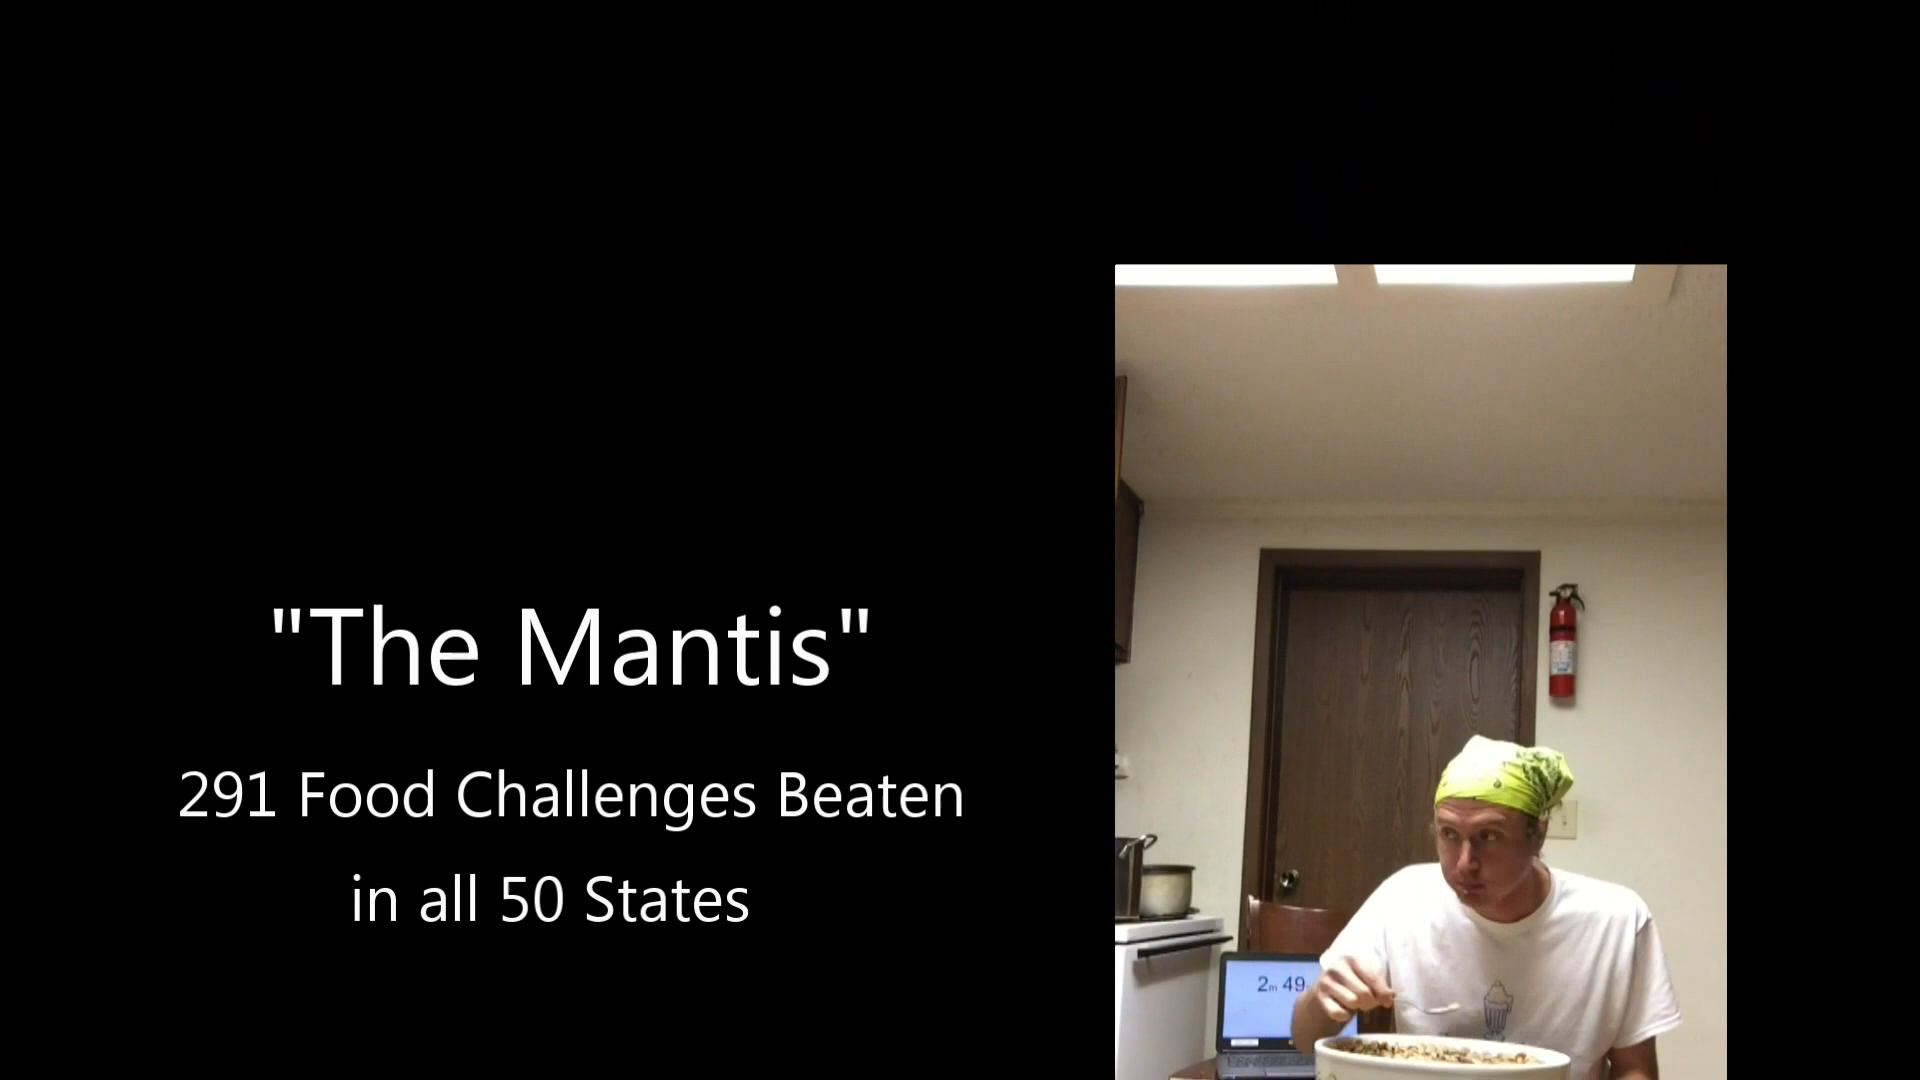 "The Mantis"
291 Food Challenges Beaten
in all 50 States
2m 49